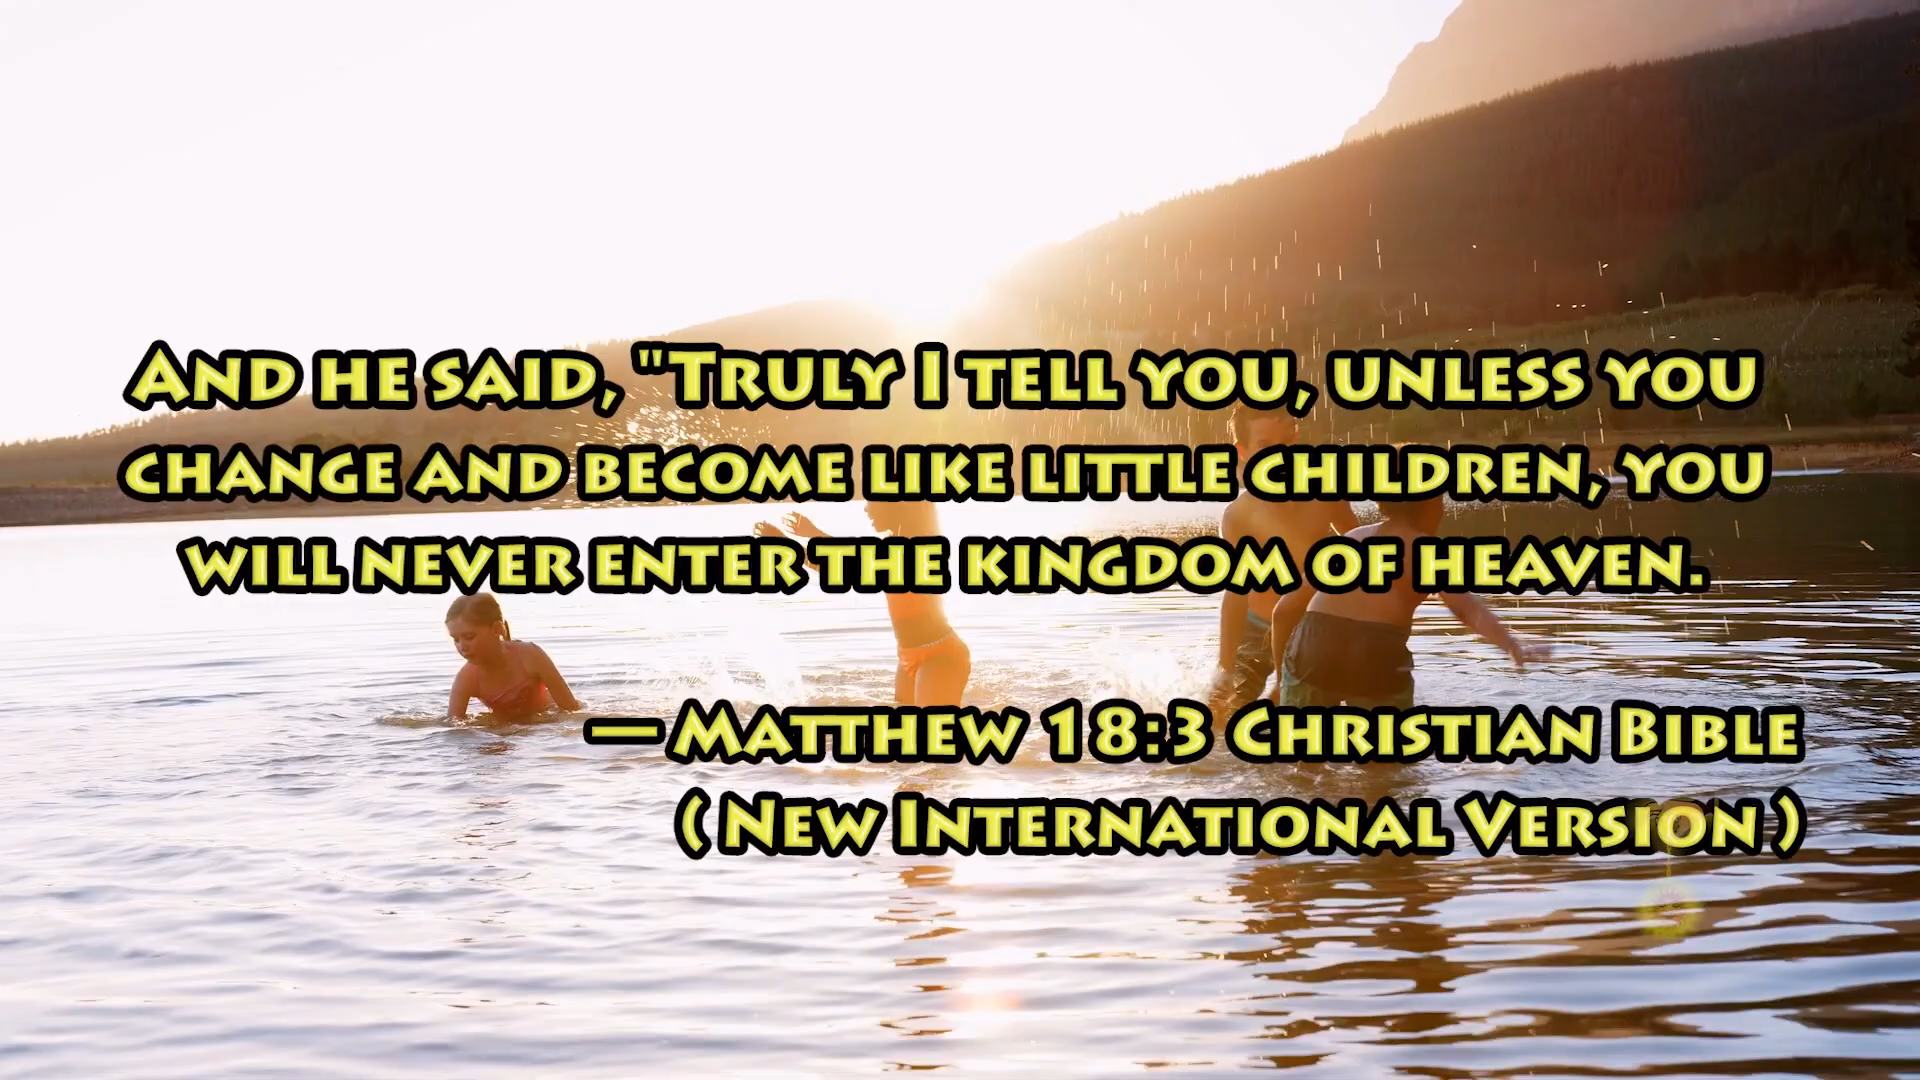 And he said, "Truly I tell you, unless you
change and become like little children, you
will never enter the kingdom of heaven.
— Matthew 18:3 Christian Bible
( New International Version )